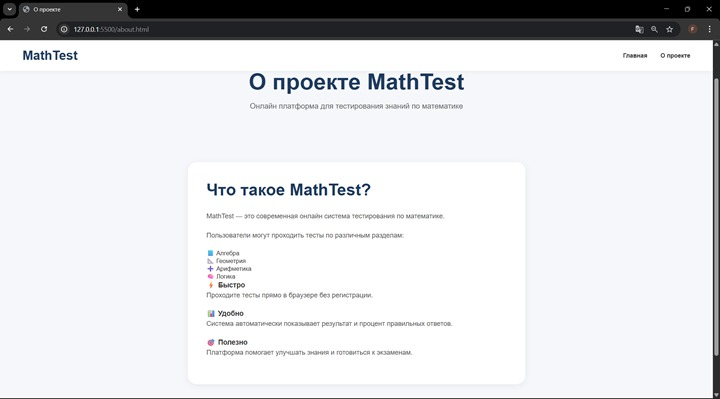 О проекте
127.0.0.1:5500/about.html
F
MathTest
Главная
О проекте
О проекте MathTest
Онлайн платформа для тестирования знаний по математике
Что такое MathTest?
MathTest — это современная онлайн система тестирования по математике.
Пользователи могут проходить тесты по различным разделам:
📘 Алгебра
📐 Геометрия
➕ Арифметика
🧠 Логика
⚡ Быстро
Проходите тесты прямо в браузере без регистрации.
📊 Удобно
Система автоматически показывает результат и процент правильных ответов.
🎯 Полезно
Платформа помогает улучшать знания и готовиться к экзаменам.